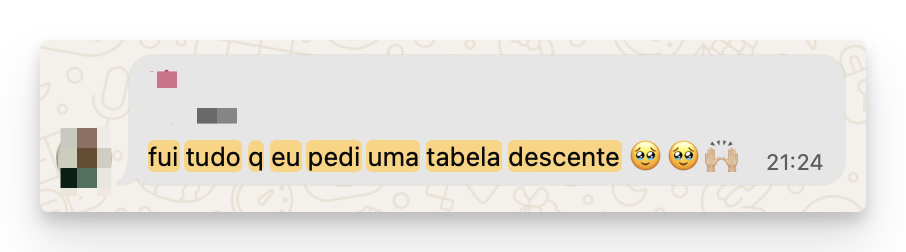 fui tudo q eu pedi uma tabela descente 🥹 🥹 🙌🏼 21:24